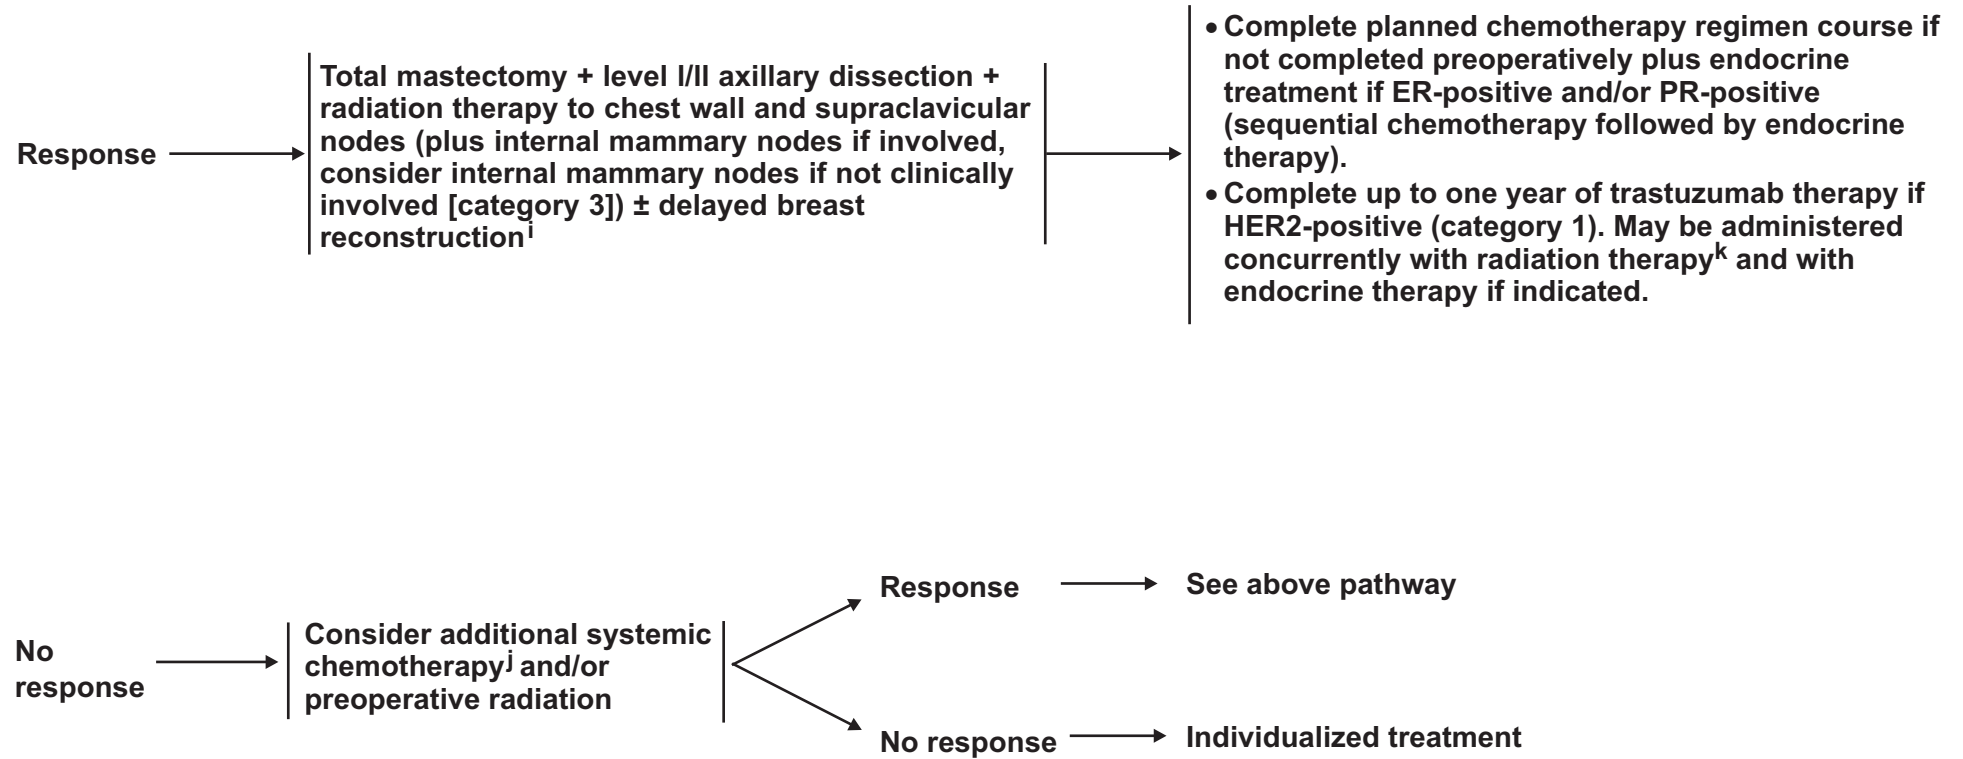 Response
Total mastectomy + level I/II axillary dissection +
radiation therapy to chest wall and supraclavicular
nodes (plus internal mammary nodes if involved,
consider internal mammary nodes if not clinically
involved [category 3]) ± delayed breast
reconstructionⁱ
• Complete planned chemotherapy regimen course if
not completed preoperatively plus endocrine
treatment if ER-positive and/or PR-positive
(sequential chemotherapy followed by endocrine
therapy).
• Complete up to one year of trastuzumab therapy if
HER2-positive (category 1). May be administered
concurrently with radiation therapyᵏ and with
endocrine therapy if indicated.
No
response
Consider additional systemic
chemotherapyʲ and/or
preoperative radiation
Response
See above pathway
No response
Individualized treatment